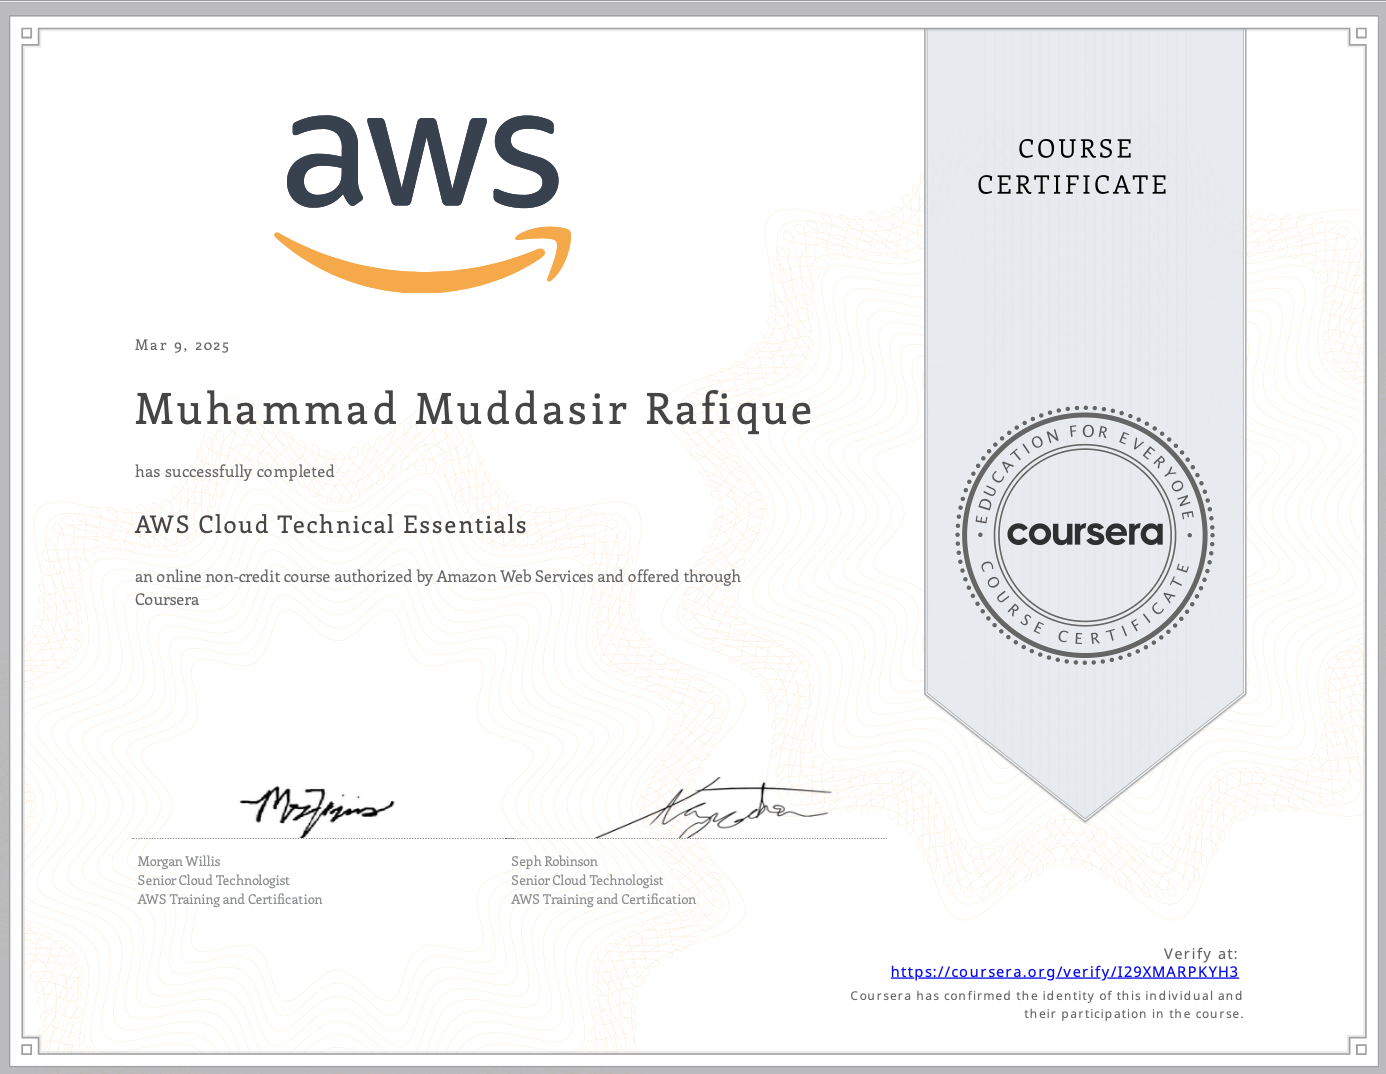 aws
COURSE
CERTIFICATE
Mar 9, 2025
Muhammad Muddasir Rafique
has successfully completed
AWS Cloud Technical Essentials
an online non-credit course authorized by Amazon Web Services and offered through
Coursera
EDUCATION FOR EVERYONE
coursera
COURSE CERTIFICATE
Morgan Willis
Senior Cloud Technologist
AWS Training and Certification
Seph Robinson
Senior Cloud Technologist
AWS Training and Certification
Verify at:
https://coursera.org/verify/I29XMARPKYH3
Coursera has confirmed the identity of this individual and
their participation in the course.